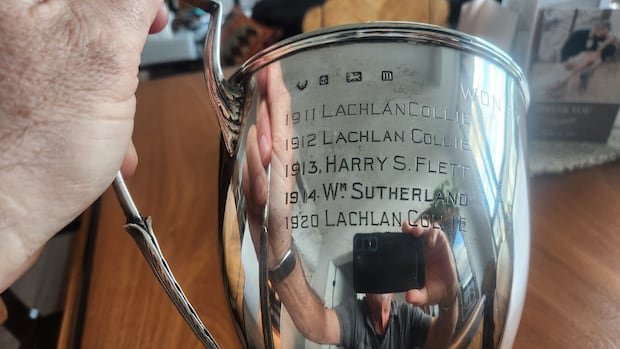 WON
1911 LACHLAN COLLIE
1912 LACHLAN COLLIE
1913, HARRY S. FLETT
1914. WM SUTHERLAND
1920 LACHLAN COLLIE